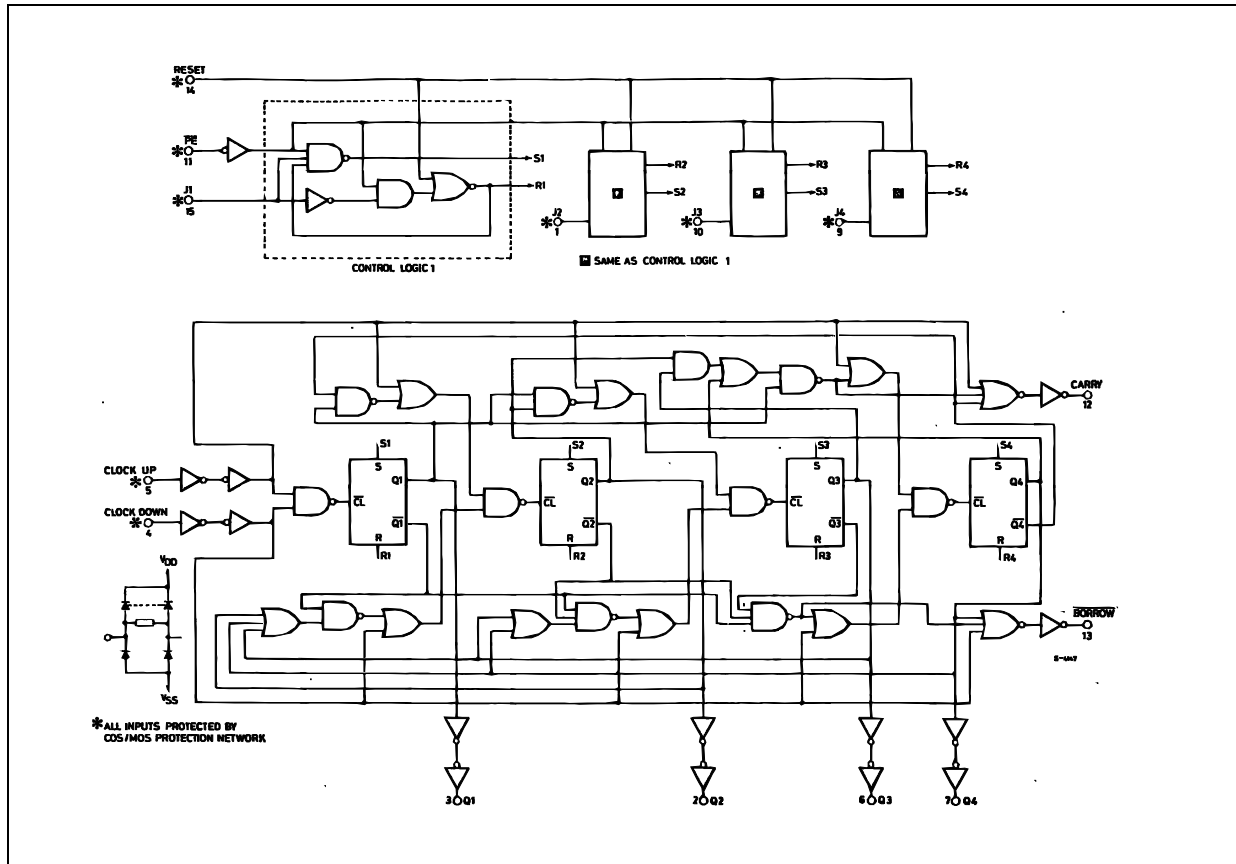 RESET
*
14
PE
*
11
J1
*
15
S1
R1
CONTROL LOGIC 1
R2
S2
J2
*
1
R3
S3
J3
*
10
R4
S4
J4
*
9
SAME AS CONTROL LOGIC 1
CARRY
12
CLOCK UP
*
5
CLOCK DOWN
*
4
S1
S
Q1
CL
Q1
R
R1
S2
S
Q2
CL
Q2
R
R2
S3
S
Q3
CL
Q3
R
R3
S4
S
Q4
CL
Q4
R
R4
VDD
VSS
BORROW
13
S-4147
* ALL INPUTS PROTECTED BY
COS/MOS PROTECTION NETWORK
3 Q1
2 Q2
6 Q3
7 Q4